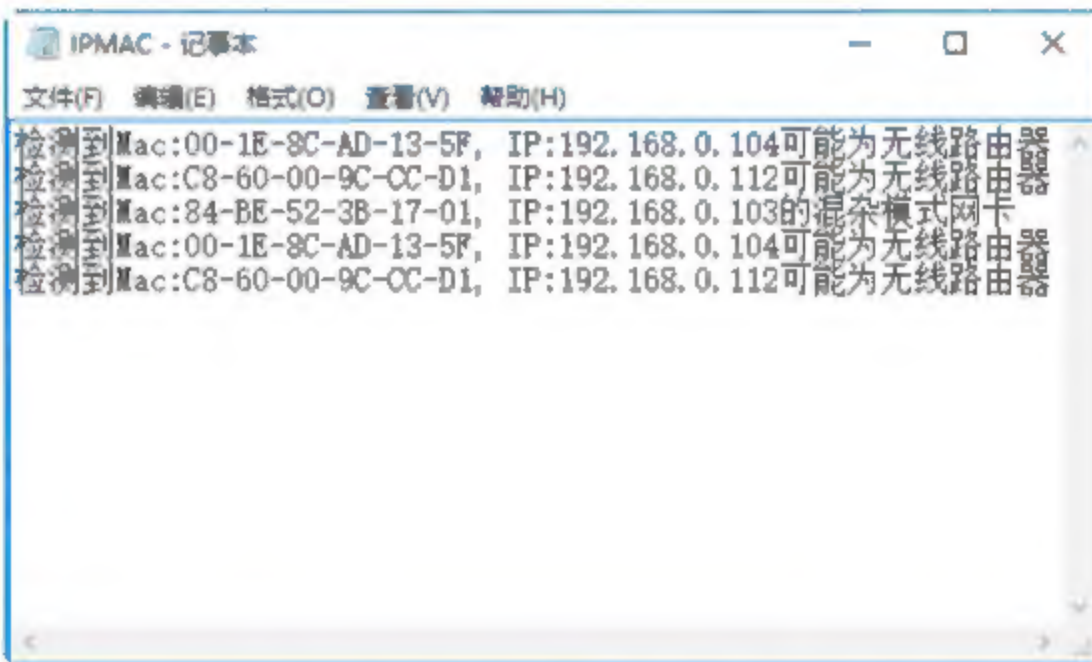 IPMAC - 记事本
文件(F) 编辑(E) 格式(O) 查看(V) 帮助(H)
检测到Mac:00-1E-8C-AD-13-5F, IP:192.168.0.104可能为无线路由器
检测到Mac:C8-60-00-9C-CC-D1, IP:192.168.0.112可能为无线路由器
检测到Mac:84-BE-52-3B-17-01, IP:192.168.0.103的混杂模式网卡
检测到Mac:00-1E-8C-AD-13-5F, IP:192.168.0.104可能为无线路由器
检测到Mac:C8-60-00-9C-CC-D1, IP:192.168.0.112可能为无线路由器